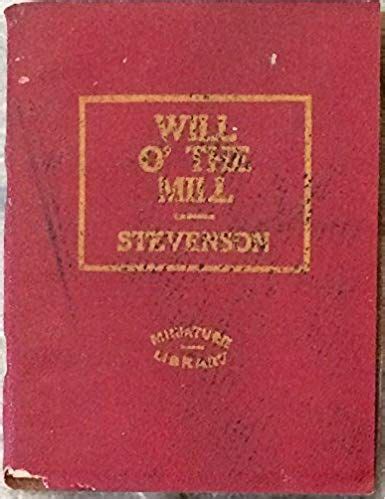 WILL
O' THE
MILL
STEVENSON
MINIATURE
LIBRARY